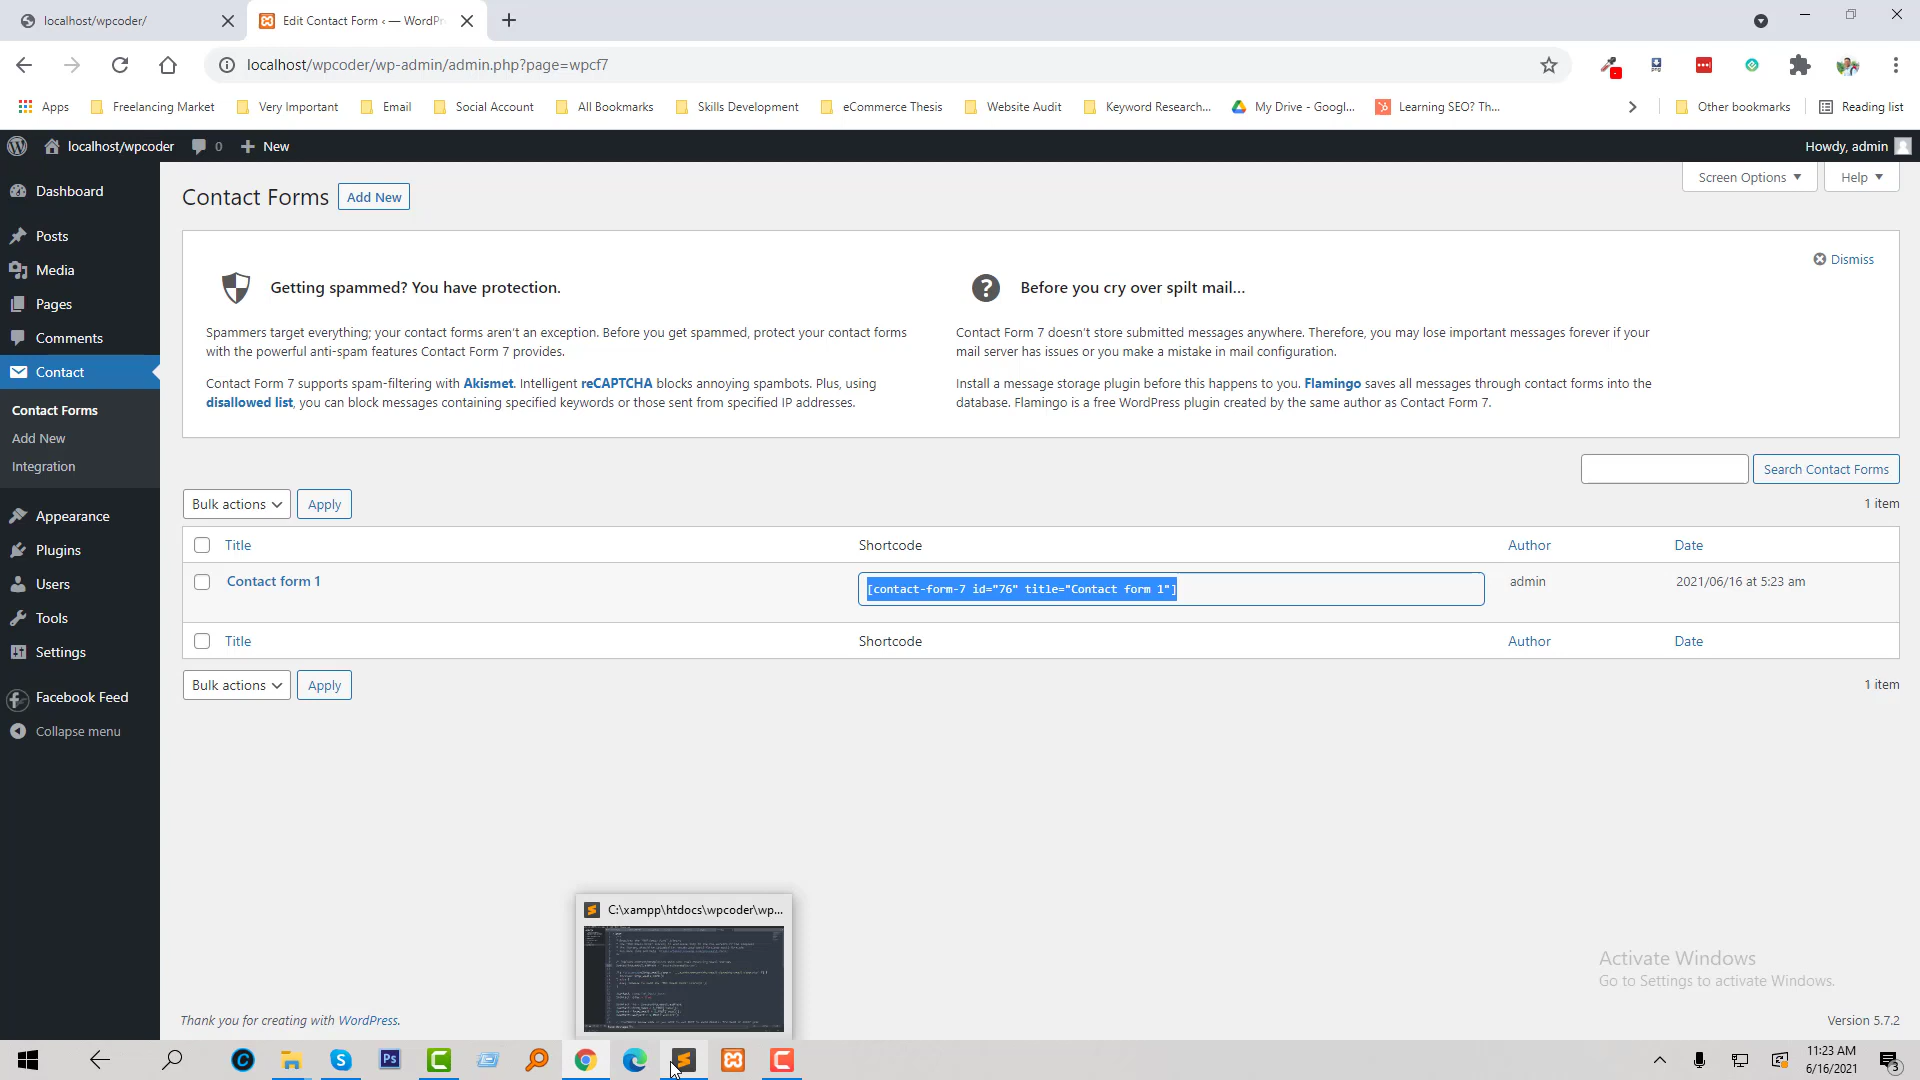 localhost/wpcoder/
Edit Contact Form ‹ — WordPr
localhost/wpcoder/wp-admin/admin.php?page=wpcf7
Apps
Freelancing Market
Very Important
Email
Social Account
All Bookmarks
Skills Development
eCommerce Thesis
Website Audit
Keyword Research...
My Drive - Googl...
Learning SEO? Th...
Other bookmarks
Reading list
localhost/wpcoder
0
New
Howdy, admin
Dashboard
Posts
Media
Pages
Comments
Contact
Contact Forms
Add New
Integration
Appearance
Plugins
Users
Tools
Settings
Facebook Feed
Collapse menu
Contact Forms
Add New
Screen Options
Help
Dismiss
Getting spammed? You have protection.
Spammers target everything; your contact forms aren't an exception. Before you get spammed, protect your contact forms
with the powerful anti-spam features Contact Form 7 provides.
Contact Form 7 supports spam-filtering with Akismet. Intelligent reCAPTCHA blocks annoying spambots. Plus, using
disallowed list, you can block messages containing specified keywords or those sent from specified IP addresses.
Before you cry over spilt mail...
Contact Form 7 doesn't store submitted messages anywhere. Therefore, you may lose important messages forever if your
mail server has issues or you make a mistake in mail configuration.
Install a message storage plugin before this happens to you. Flamingo saves all messages through contact forms into the
database. Flamingo is a free WordPress plugin created by the same author as Contact Form 7.
Search Contact Forms
Bulk actions
Apply
1 item
Title
Shortcode
Author
Date
Contact form 1
[contact-form-7 id="76" title="Contact form 1"]
admin
2021/06/16 at 5:23 am
Title
Shortcode
Author
Date
Bulk actions
Apply
1 item
C:\xampp\htdocs\wpcoder\wp...
Activate Windows
Go to Settings to activate Windows.
Thank you for creating with WordPress.
Version 5.7.2
Ps
11:23 AM
6/16/2021
3